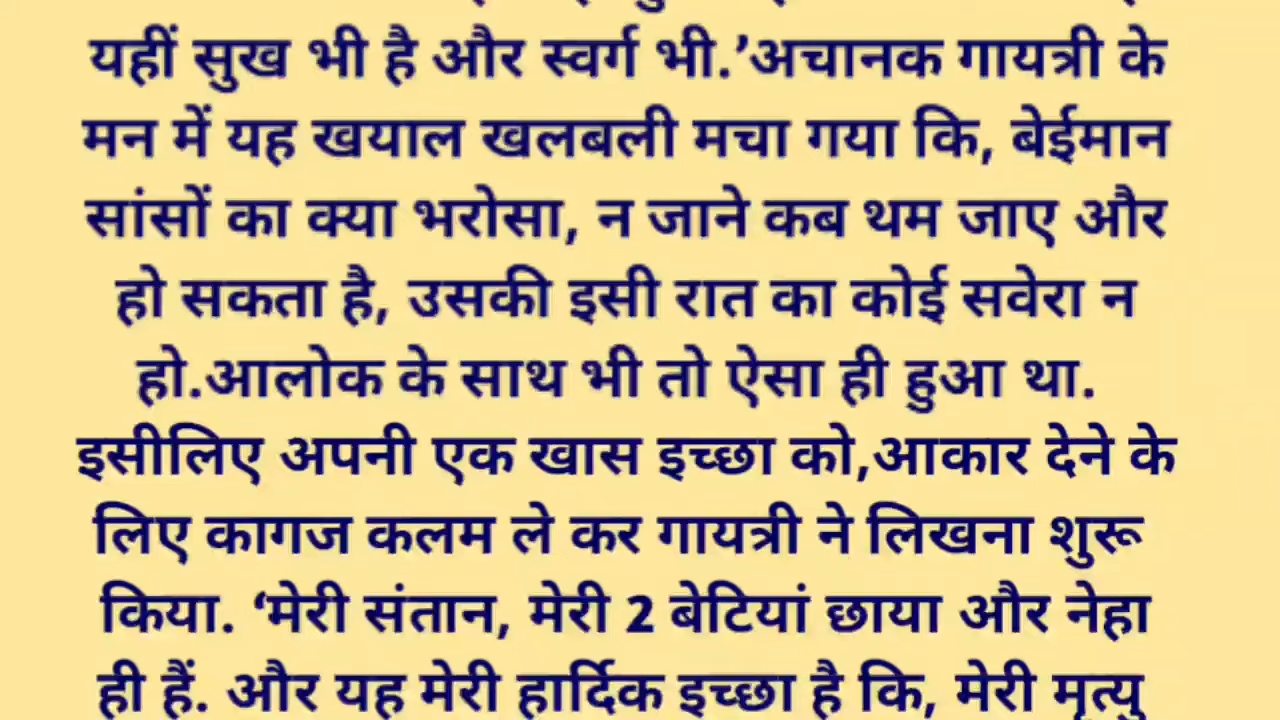 यहीं सुख भी है और स्वर्ग भी.’अचानक गायत्री के
मन में यह खयाल खलबली मचा गया कि, बेईमान
सांसों का क्या भरोसा, न जाने कब थम जाए और
हो सकता है, उसकी इसी रात का कोई सवेरा न
हो.आलोक के साथ भी तो ऐसा ही हुआ था.
इसीलिए अपनी एक खास इच्छा को,आकार देने के
लिए कागज कलम ले कर गायत्री ने लिखना शुरू
किया. ‘मेरी संतान, मेरी 2 बेटियां छाया और नेहा
ही हैं. और यह मेरी हार्दिक इच्छा है कि, मेरी मृत्यु